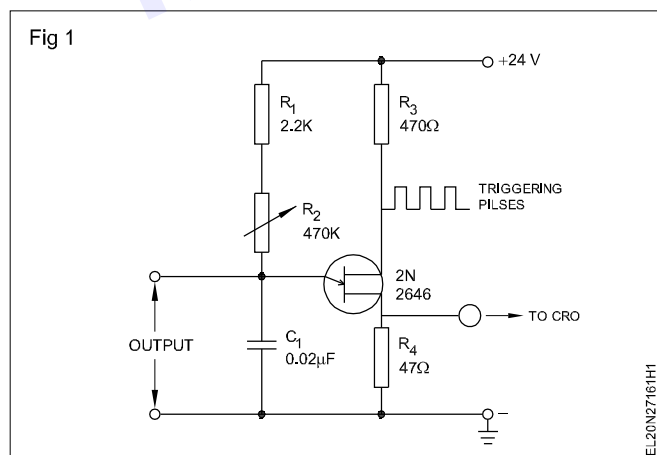 Fig 1
+24 V
R1
2.2K
R3
470Ω
TRIGGERING
PILSES
R2
470K
2N
2646
TO CRO
OUTPUT
C1
0.02µF
R4
47Ω
–
EL20N27161H1